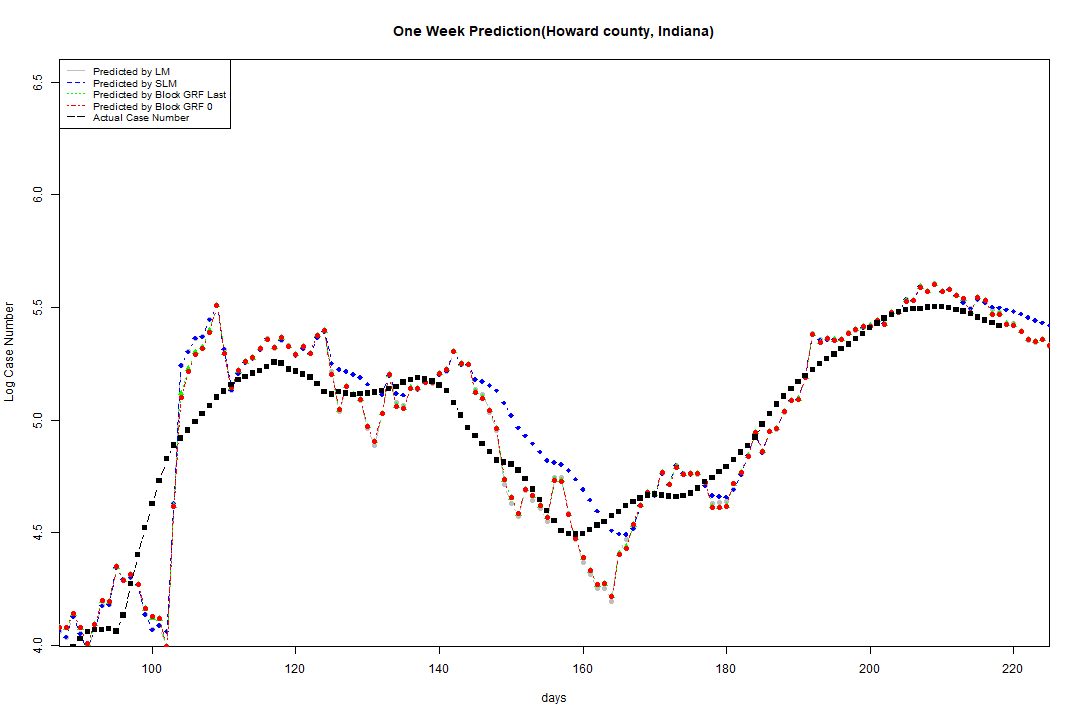 One Week Prediction(Howard county, Indiana)
Predicted by LM
Predicted by SLM
Predicted by Block GRF Last
Predicted by Block GRF 0
Actual Case Number
6.5
6.0
5.5
5.0
4.5
4.0
Log Case Number
100 120 140 160 180 200 220
days